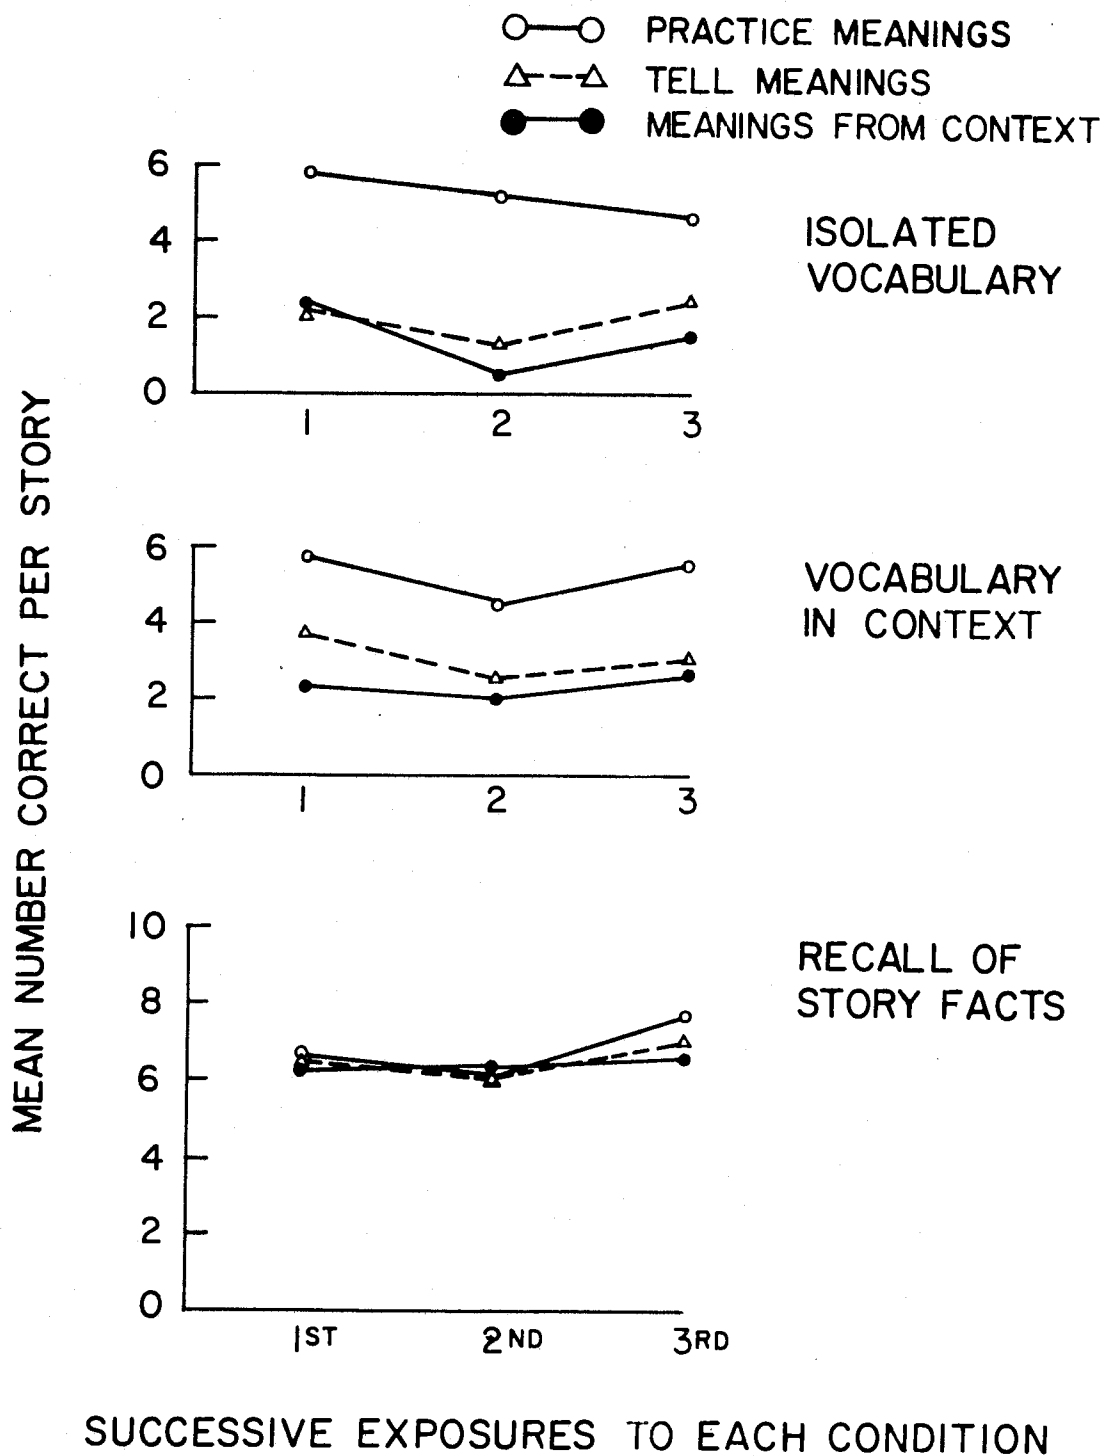 PRACTICE MEANINGS
TELL MEANINGS
MEANINGS FROM CONTEXT
6
4
2
0
1
2
3
ISOLATED
VOCABULARY
6
4
2
0
1
2
3
VOCABULARY
IN CONTEXT
10
8
6
4
2
0
1ST
2ND
3RD
RECALL OF
STORY FACTS
MEAN NUMBER CORRECT PER STORY
SUCCESSIVE EXPOSURES TO EACH CONDITION